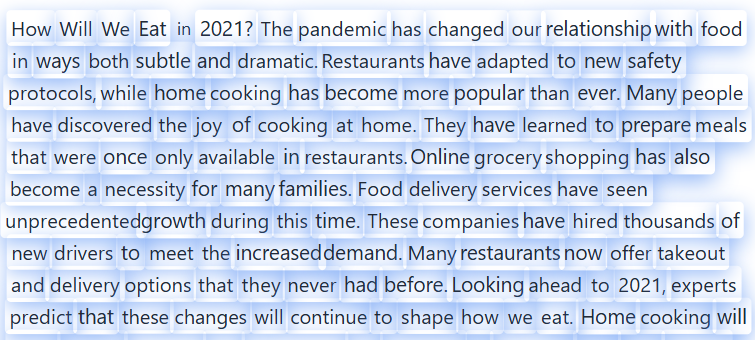 How Will We Eat in 2021? The pandemic has changed our relationship with food
in ways both subtle and dramatic. Restaurants have adapted to new safety
protocols, while home cooking has become more popular than ever. Many people
have discovered the joy of cooking at home. They have learned to prepare meals
that were once only available in restaurants. Online grocery shopping has also
become a necessity for many families. Food delivery services have seen
unprecedented growth during this time. These companies have hired thousands of
new drivers to meet the increased demand. Many restaurants now offer takeout
and delivery options that they never had before. Looking ahead to 2021, experts
predict that these changes will continue to shape how we eat. Home cooking will